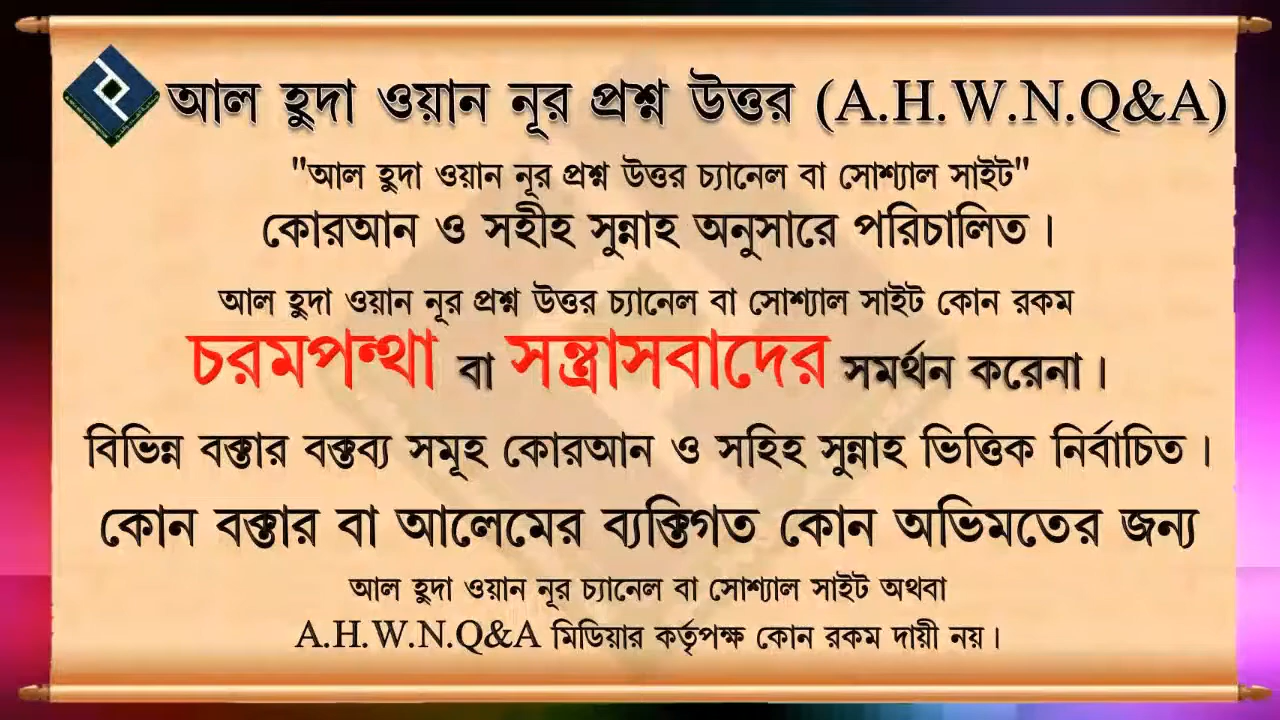 আল হুদা ওয়ান নূর প্রশ্ন উত্তর (A.H.W.N.Q&A)
"আল হুদা ওয়ান নূর প্রশ্ন উত্তর চ্যানেল বা সোশ্যাল সাইট"
কোরআন ও সহীহ সুন্নাহ অনুসারে পরিচালিত।
আল হুদা ওয়ান নূর প্রশ্ন উত্তর চ্যানেল বা সোশ্যাল সাইট কোন রকম
চরমপন্থা বা সন্ত্রাসবাদের সমর্থন করেনা।
বিভিন্ন বক্তার বক্তব্য সমূহ কোরআন ও সহিহ সুন্নাহ ভিত্তিক নির্বাচিত।
কোন বক্তার বা আলেমের ব্যক্তিগত কোন অভিমতের জন্য
আল হুদা ওয়ান নূর চ্যানেল বা সোশ্যাল সাইট অথবা
A.H.W.N.Q&A মিডিয়ার কর্তৃপক্ষ কোন রকম দায়ী নয়।